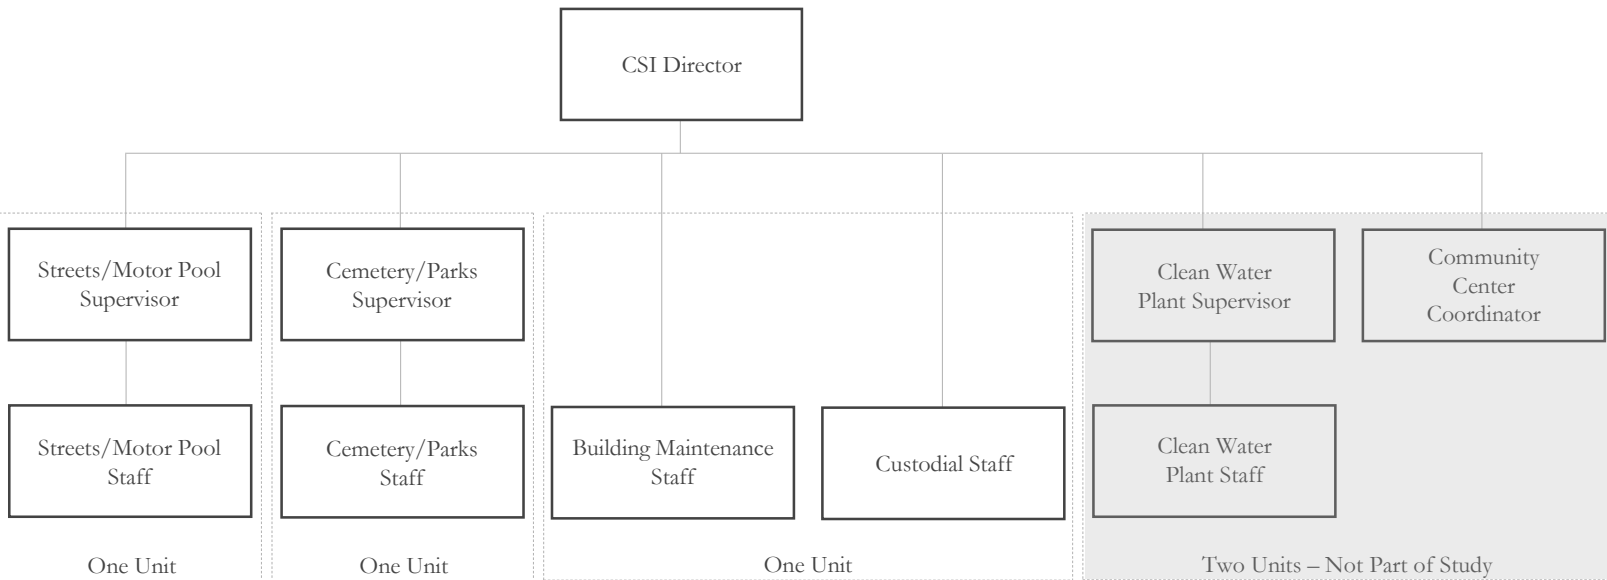 CSI Director
Streets/Motor Pool
Supervisor
Cemetery/Parks
Supervisor
Clean Water
Plant Supervisor
Community
Center
Coordinator
Streets/Motor Pool
Staff
Cemetery/Parks
Staff
Building Maintenance
Staff
Custodial Staff
Clean Water
Plant Staff
One Unit
One Unit
One Unit
Two Units – Not Part of Study